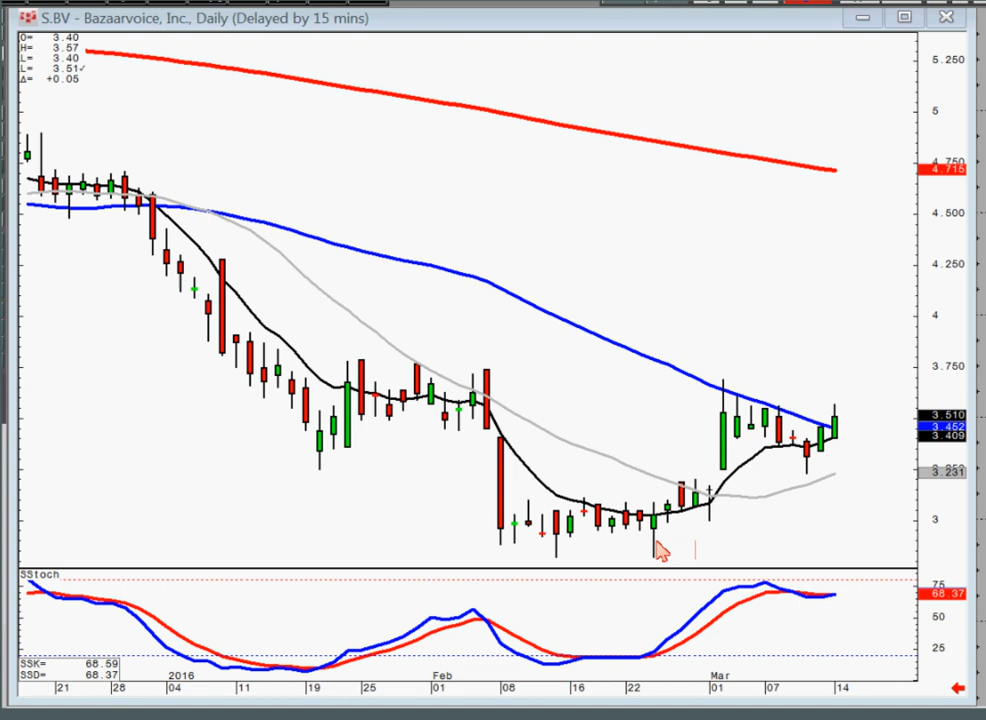 S.BV - Bazaarvoice, Inc., Daily (Delayed by 15 mins)
O= 3.40
H= 3.57
L= 3.40
L= 3.51✓
Δ= +0.05
5.250
5
4.750
4.715
4.500
4.250
4
3.750
3.510
3.452
3.409
3.231
3
SStoch
75
68.37
50
25
SSK= 68.59
SSD= 68.37
2016 Feb Mar
21 28 04 11 19 25 01 08 16 22 01 07 14